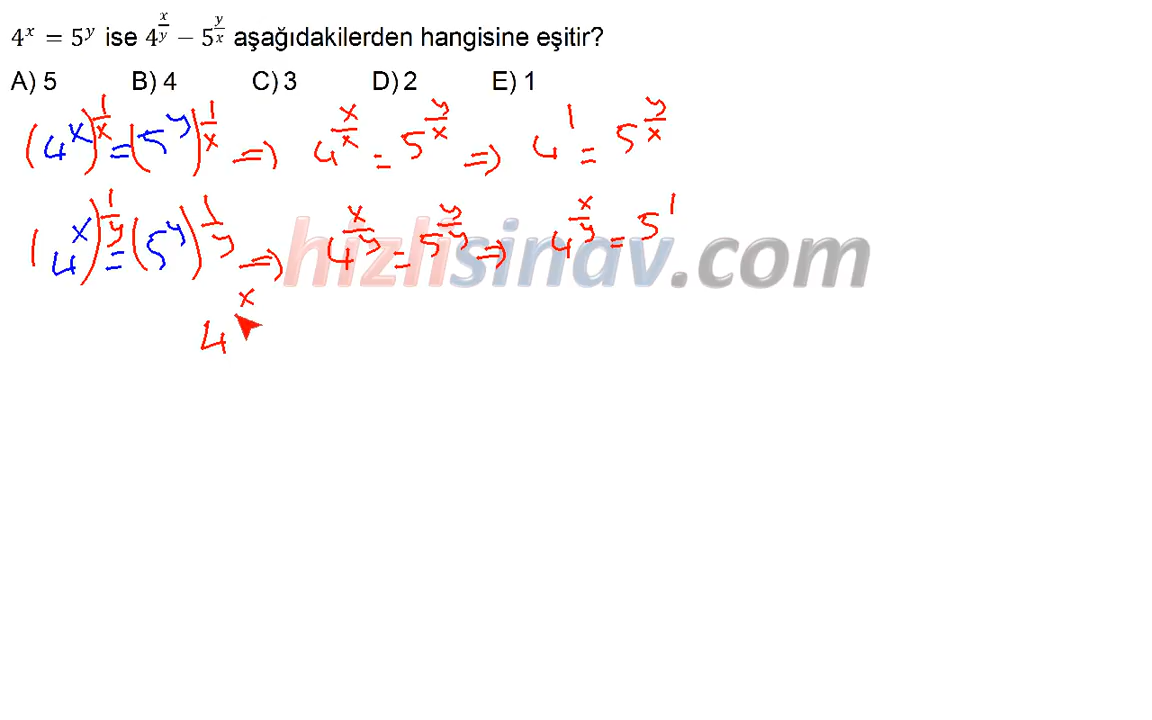 4^x = 5^y ise 4^(x/y) − 5^(y/x) aşağıdakilerden hangisine eşitir?
A) 5 B) 4 C) 3 D) 2 E) 1
(4^x)^(1/x) = (5^y)^(1/x) => 4^(x/x) = 5^(y/x) => 4^1 = 5^(y/x)
(4^x)^(1/y) = (5^y)^(1/y) => 4^(x/y) = 5^(y/y) => 4^(x/y) = 5^1
hizlisinav.com
4^x